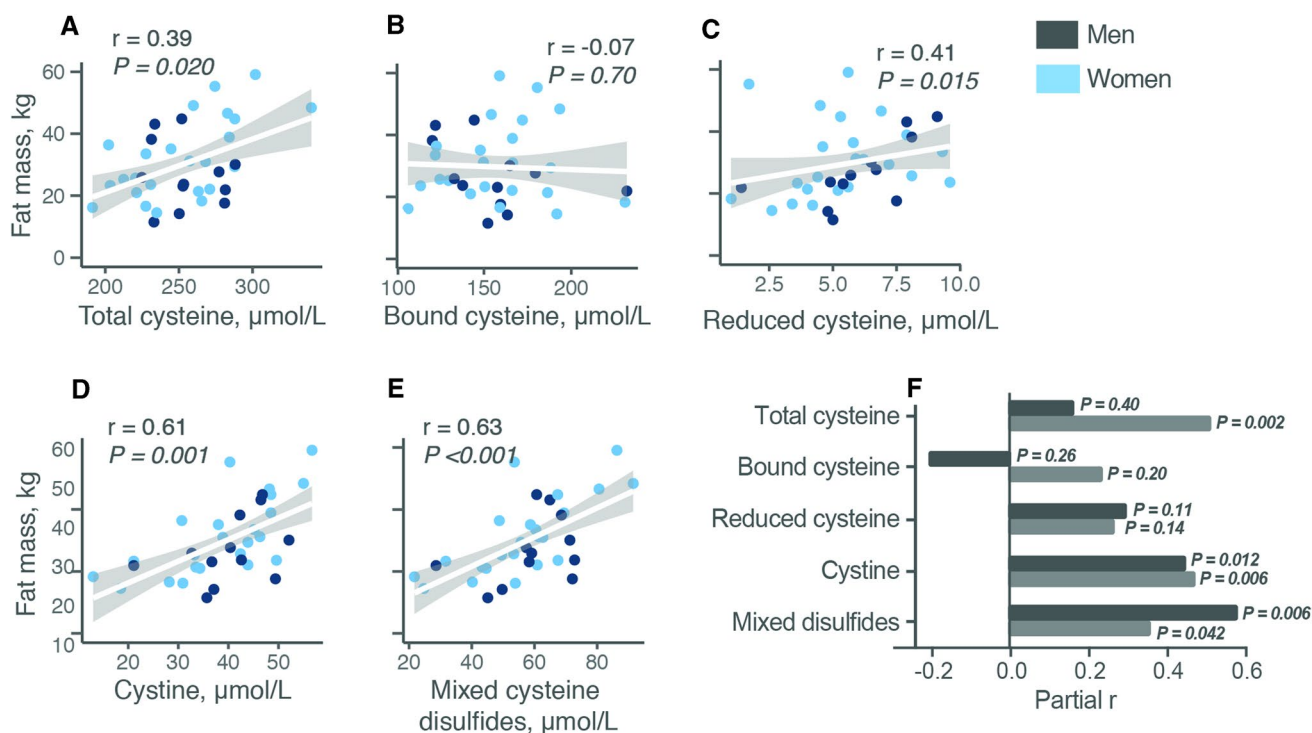 A
r = 0.39
P = 0.020
60
40
20
0
Fat mass, kg
200 250 300
Total cysteine, µmol/L
B
r = -0.07
P = 0.70
100 150 200
Bound cysteine, µmol/L
C
r = 0.41
P = 0.015
2.5 5.0 7.5 10.0
Reduced cysteine, µmol/L
Men
Women
D
r = 0.61
P = 0.001
60
50
40
30
20
10
Fat mass, kg
20 30 40 50
Cystine, µmol/L
E
r = 0.63
P <0.001
20 40 60 80
Mixed cysteine
disulfides, µmol/L
F
Total cysteine
P = 0.40
P = 0.002
Bound cysteine
P = 0.26
P = 0.20
Reduced cysteine
P = 0.11
P = 0.14
Cystine
P = 0.012
P = 0.006
Mixed disulfides
P = 0.006
P = 0.042
-0.2 0.0 0.2 0.4 0.6
Partial r